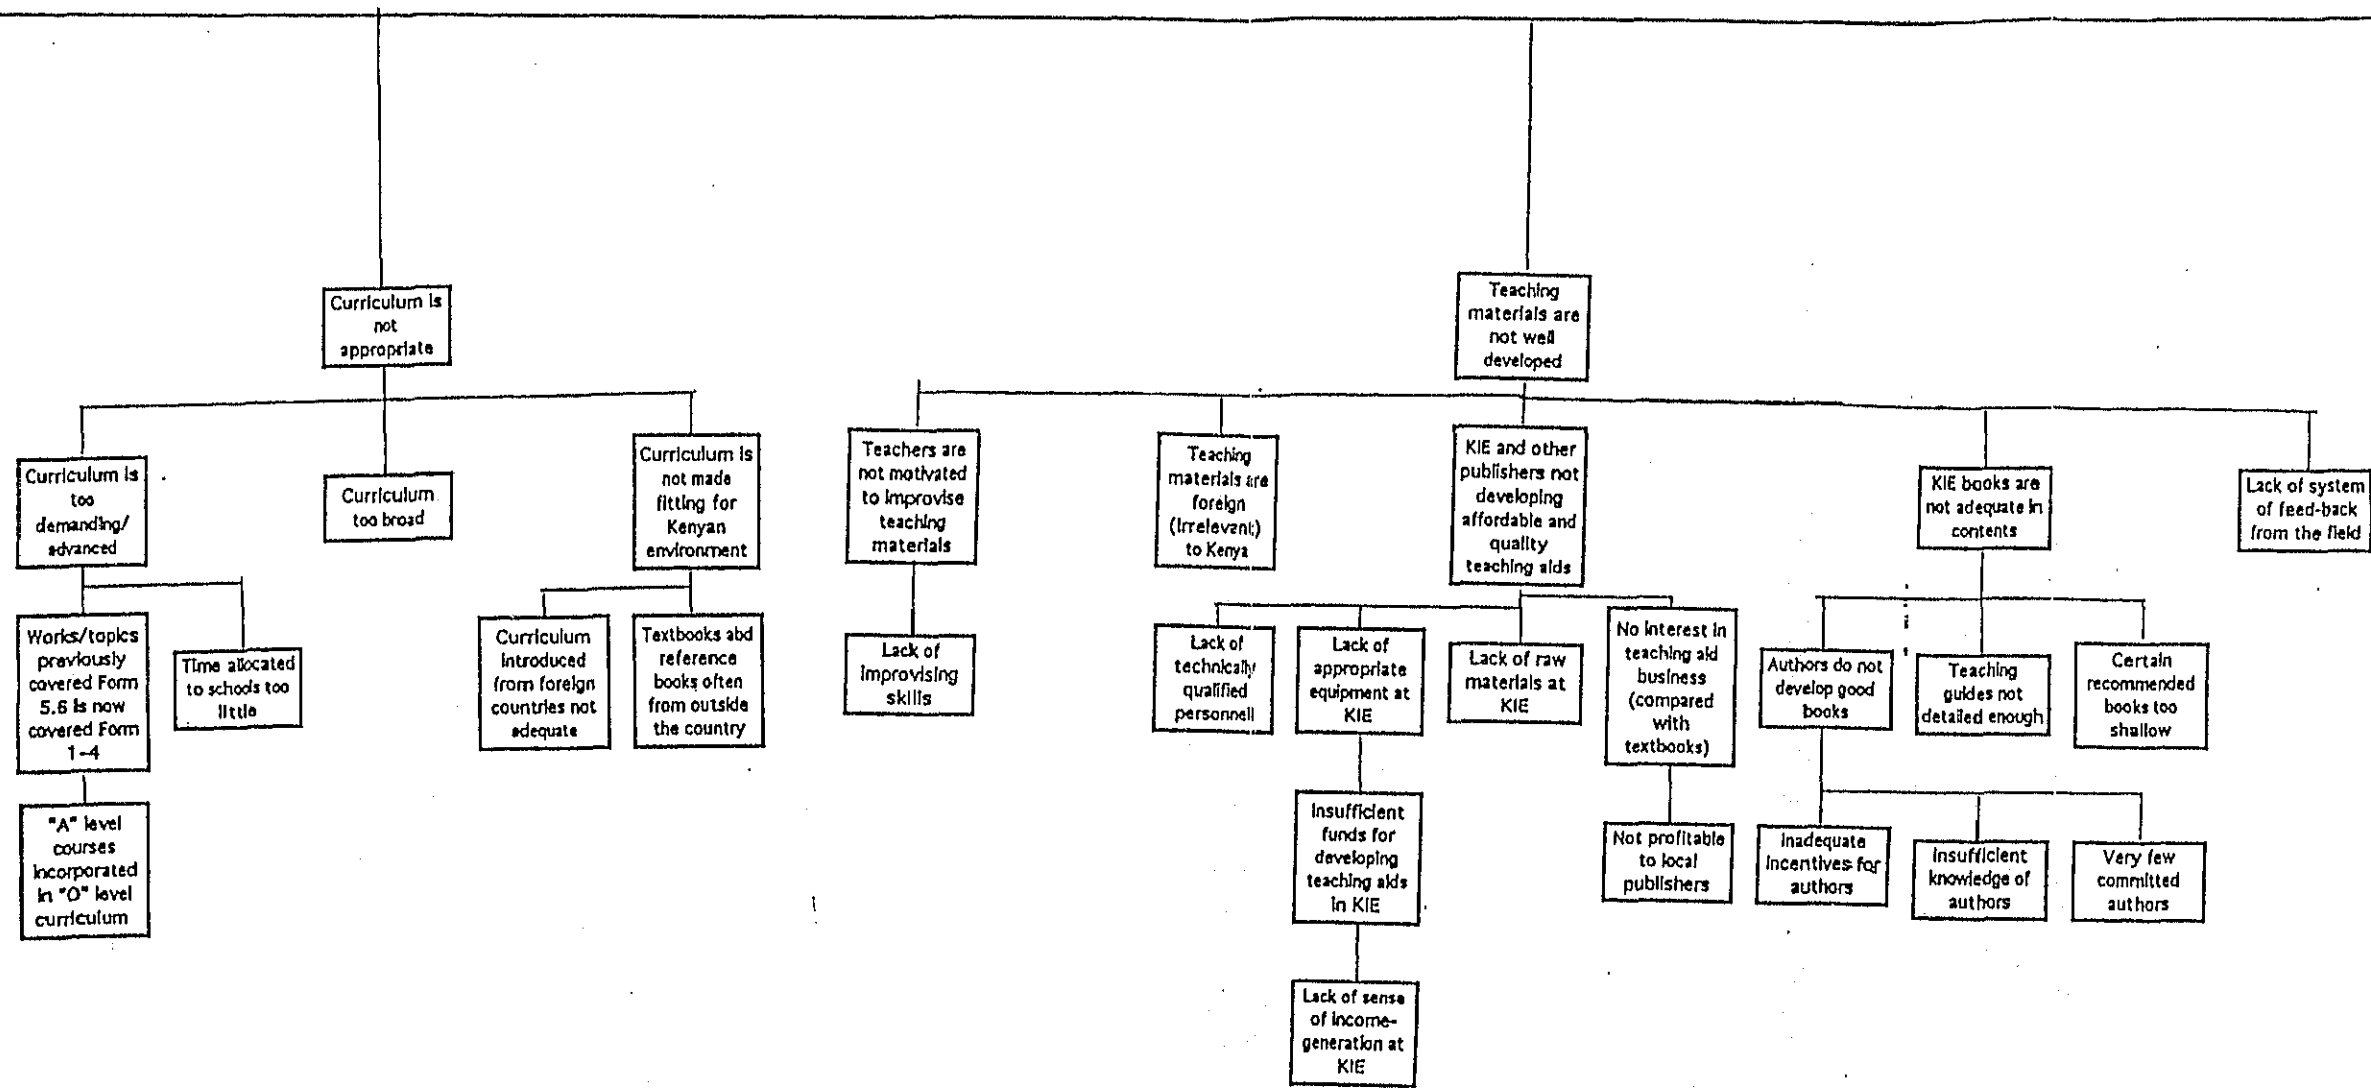 Curriculum is
not
appropriate
Teaching
materials are
not well
developed
Curriculum is
too
demanding/
advanced
Curriculum
too broad
Curriculum is
not made
fitting for
Kenyan
environment
Teachers are
not motivated
to improvise
teaching
materials
Teaching
materials are
foreign
(irrelevant;)
to Kenya
KIE and other
publishers not
developing
affordable and
quality
teaching aids
KIE books are
not adequate in
contents
Lack of system
of feed-back
from the field
Works/topics
previously
covered Form
5.6 is now
covered Form
1-4
Time allocated
to schools too
little
Curriculum
introduced
from foreign
countries not
adequate
Textbooks abd
reference
books often
from outside
the country
Lack of
improvising
skills
Lack of
technically
qualified
personnell
Lack of
appropriate
equipment at
KIE
Lack of raw
materials at
KIE
No interest in
teaching aid
business
(compared
with
textbooks)
Authors do not
develop good
books
Teaching
guides not
detailed enough
Certain
recommended
books too
shallow
"A" level
courses
incorporated
in "O" level
curriculum
Insufficient
funds for
developing
teaching aids
in KIE
Not profitable
to local
publishers
Inadequate
incentives for
authors
Insufficient
knowledge of
authors
Very few
committed
authors
Lack of sense
of income-
generation at
KIE